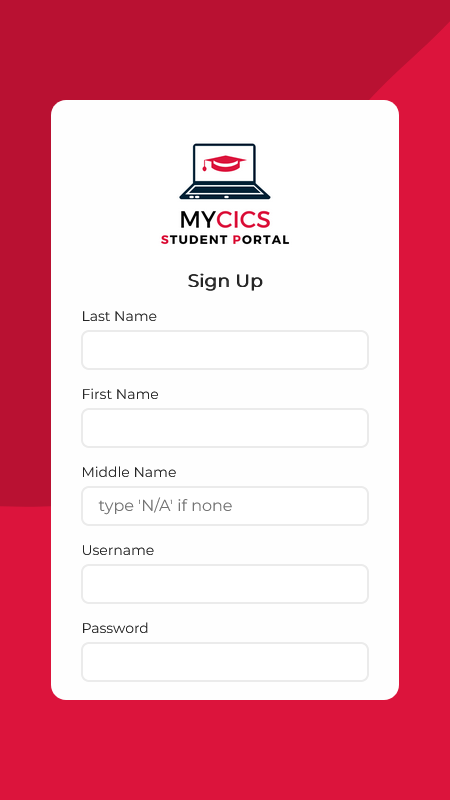 MYCICS
STUDENT PORTAL
Sign Up
Last Name
First Name
Middle Name
type 'N/A' if none
Username
Password